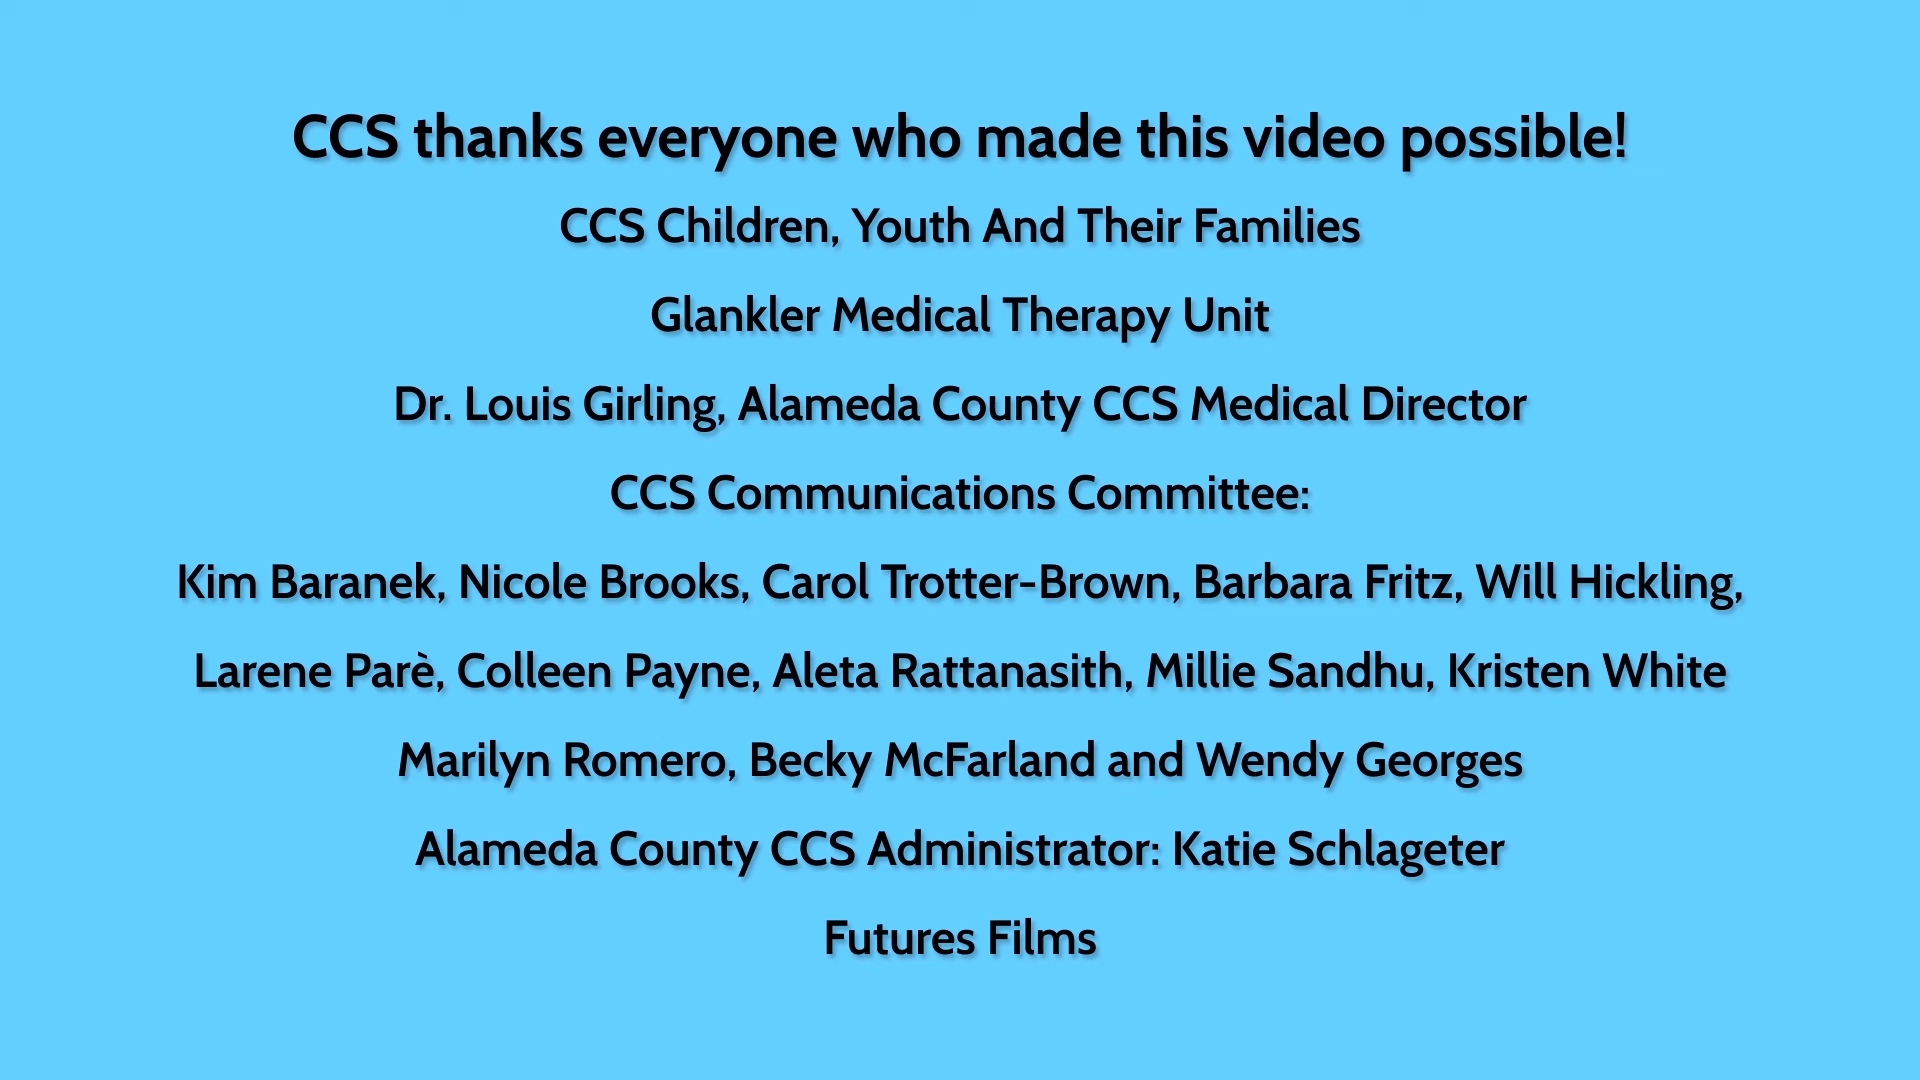 CCS thanks everyone who made this video possible!
CCS Children, Youth And Their Families
Glankler Medical Therapy Unit
Dr. Louis Girling, Alameda County CCS Medical Director
CCS Communications Committee:
Kim Baranek, Nicole Brooks, Carol Trotter-Brown, Barbara Fritz, Will Hickling,
Larene Parè, Colleen Payne, Aleta Rattanasith, Millie Sandhu, Kristen White
Marilyn Romero, Becky McFarland and Wendy Georges
Alameda County CCS Administrator: Katie Schlageter
Futures Films